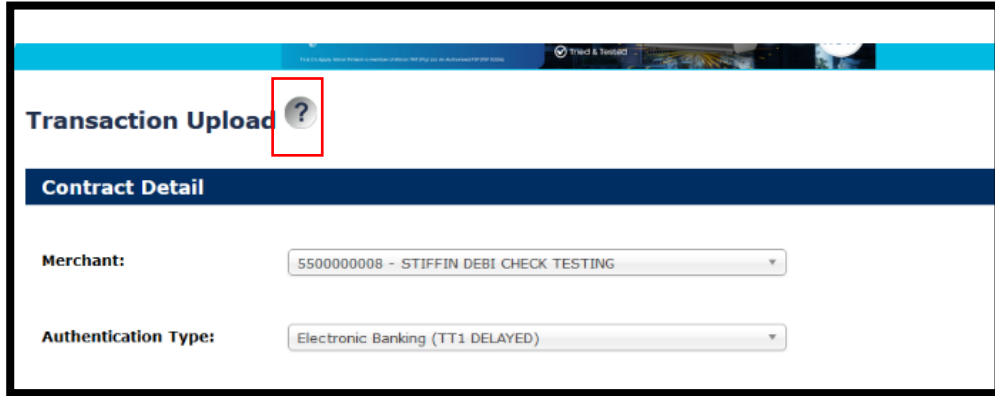 Tried & Tested
Transaction Upload ?
Contract Detail
Merchant:
5500000008 - STIFFIN DEBI CHECK TESTING
Authentication Type:
Electronic Banking (TT1 DELAYED)